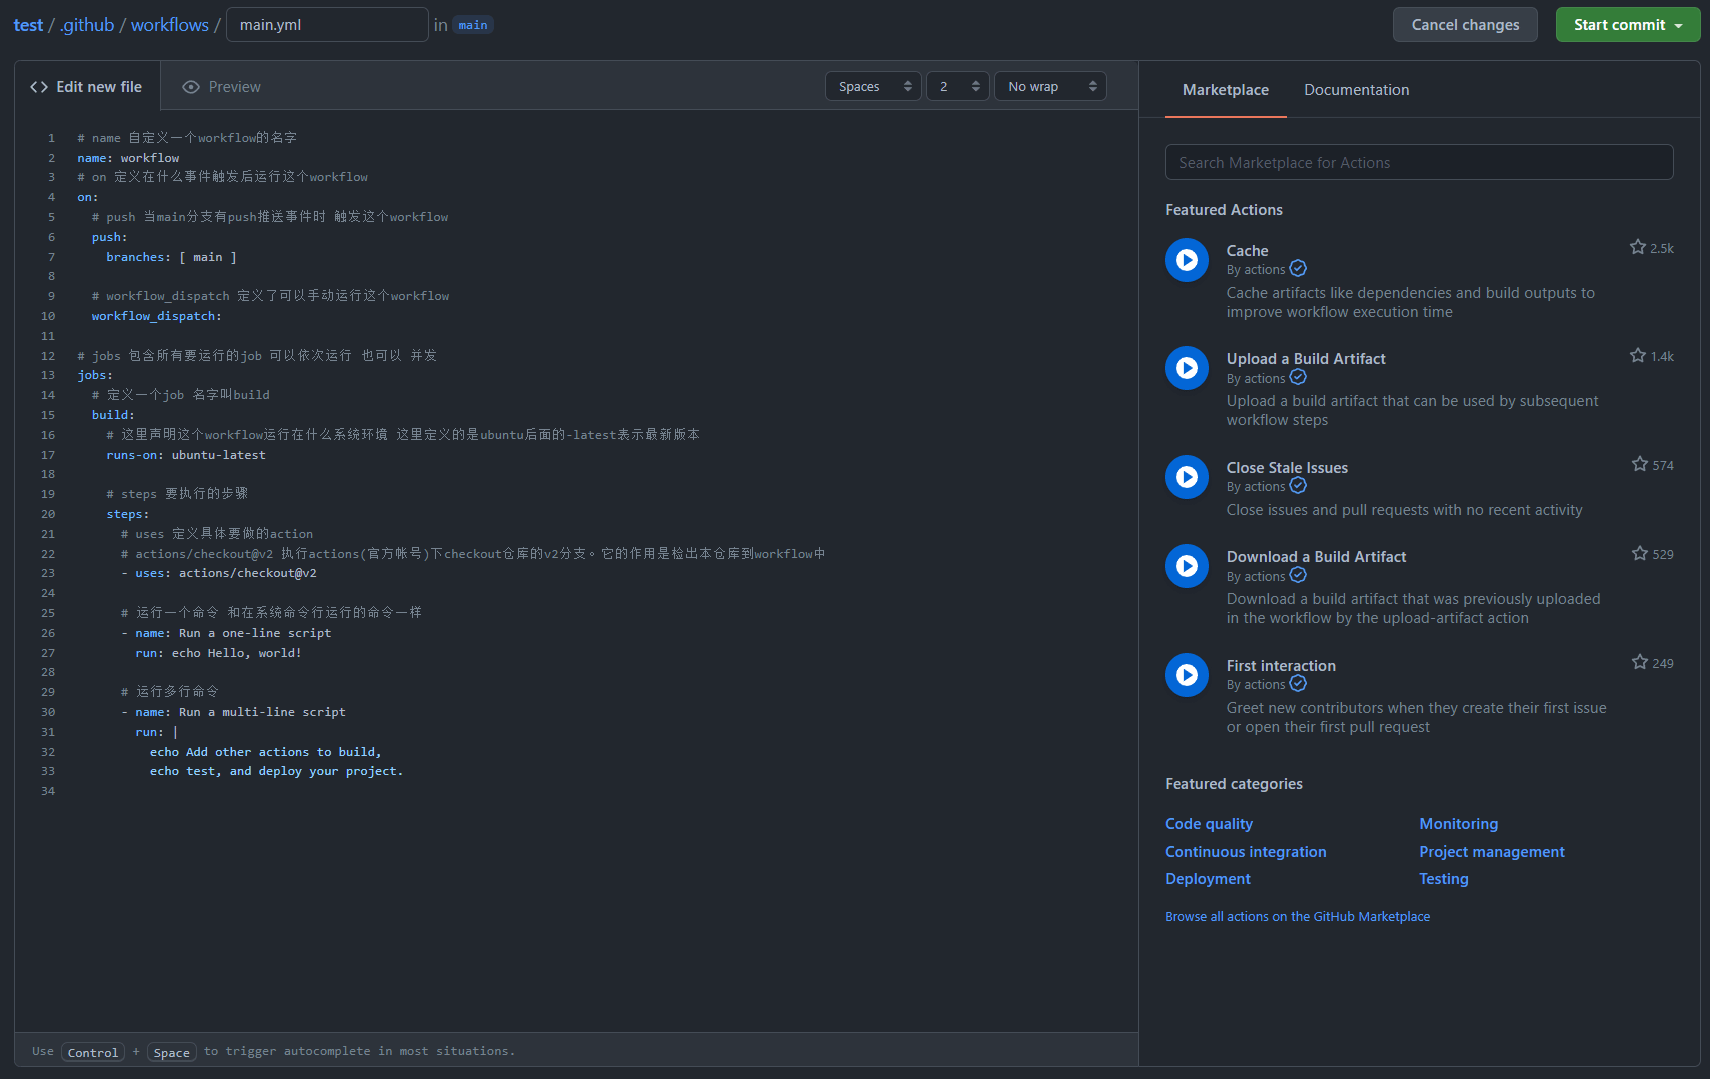 test / .github / workflows / main.yml in main
Cancel changes
Start commit
Edit new file
Preview
Spaces
2
No wrap
1 # name 自定义一个workflow的名字
2 name: workflow
3 # on 定义在什么事件触发后运行这个workflow
4 on:
5 # push 当main分支有push推送事件时 触发这个workflow
6 push:
7 branches: [ main ]
8
9 # workflow_dispatch 定义了可以手动运行这个workflow
10 workflow_dispatch:
11
12 # jobs 包含所有要运行的job 可以依次运行 也可以 并发
13 jobs:
14 # 定义一个job 名字叫build
15 build:
16 # 这里声明这个workflow运行在什么系统环境 这里定义的是ubuntu后面的-latest表示最新版本
17 runs-on: ubuntu-latest
18
19 # steps 要执行的步骤
20 steps:
21 # uses 定义具体要做的action
22 # actions/checkout@v2 执行actions(官方帐号)下checkout仓库的v2分支。它的作用是检出本仓库到workflow中
23 - uses: actions/checkout@v2
24
25 # 运行一个命令 和在系统命令行运行的命令一样
26 - name: Run a one-line script
27 run: echo Hello, world!
28
29 # 运行多行命令
30 - name: Run a multi-line script
31 run: |
32 echo Add other actions to build,
33 echo test, and deploy your project.
34
Use Control + Space to trigger autocomplete in most situations.
Marketplace
Documentation
Search Marketplace for Actions
Featured Actions
Cache
2.5k
By actions
Cache artifacts like dependencies and build outputs to
improve workflow execution time
Upload a Build Artifact
1.4k
By actions
Upload a build artifact that can be used by subsequent
workflow steps
Close Stale Issues
574
By actions
Close issues and pull requests with no recent activity
Download a Build Artifact
529
By actions
Download a build artifact that was previously uploaded
in the workflow by the upload-artifact action
First interaction
249
By actions
Greet new contributors when they create their first issue
or open their first pull request
Featured categories
Code quality
Monitoring
Continuous integration
Project management
Deployment
Testing
Browse all actions on the GitHub Marketplace